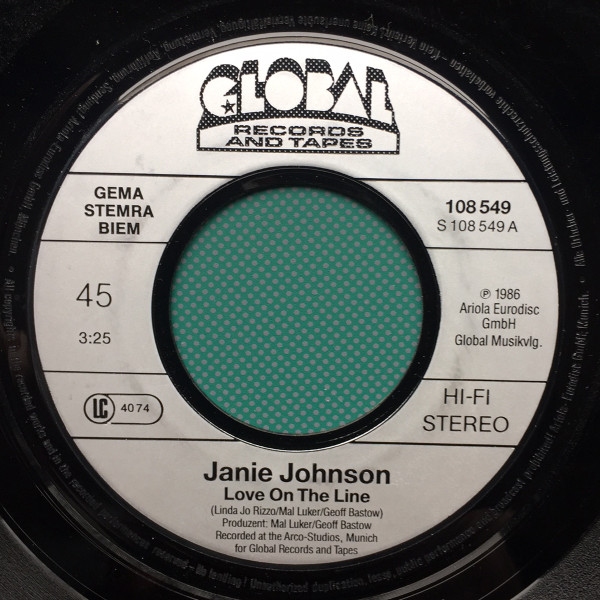 GLOBAL
RECORDS
AND TAPES
GEMA
STEMRA
BIEM
108 549
S 108 549 A
45
3:25
℗ 1986
Ariola Eurodisc
GmbH
Global Musikvlg.
LC 4074
HI-FI
STEREO
Janie Johnson
Love On The Line
(Linda Jo Rizzo/Mal Luker/Geoff Bastow)
Produzent: Mal Luker/Geoff Bastow
Recorded at the Arco-Studios, Munich
for Global Records and Tapes